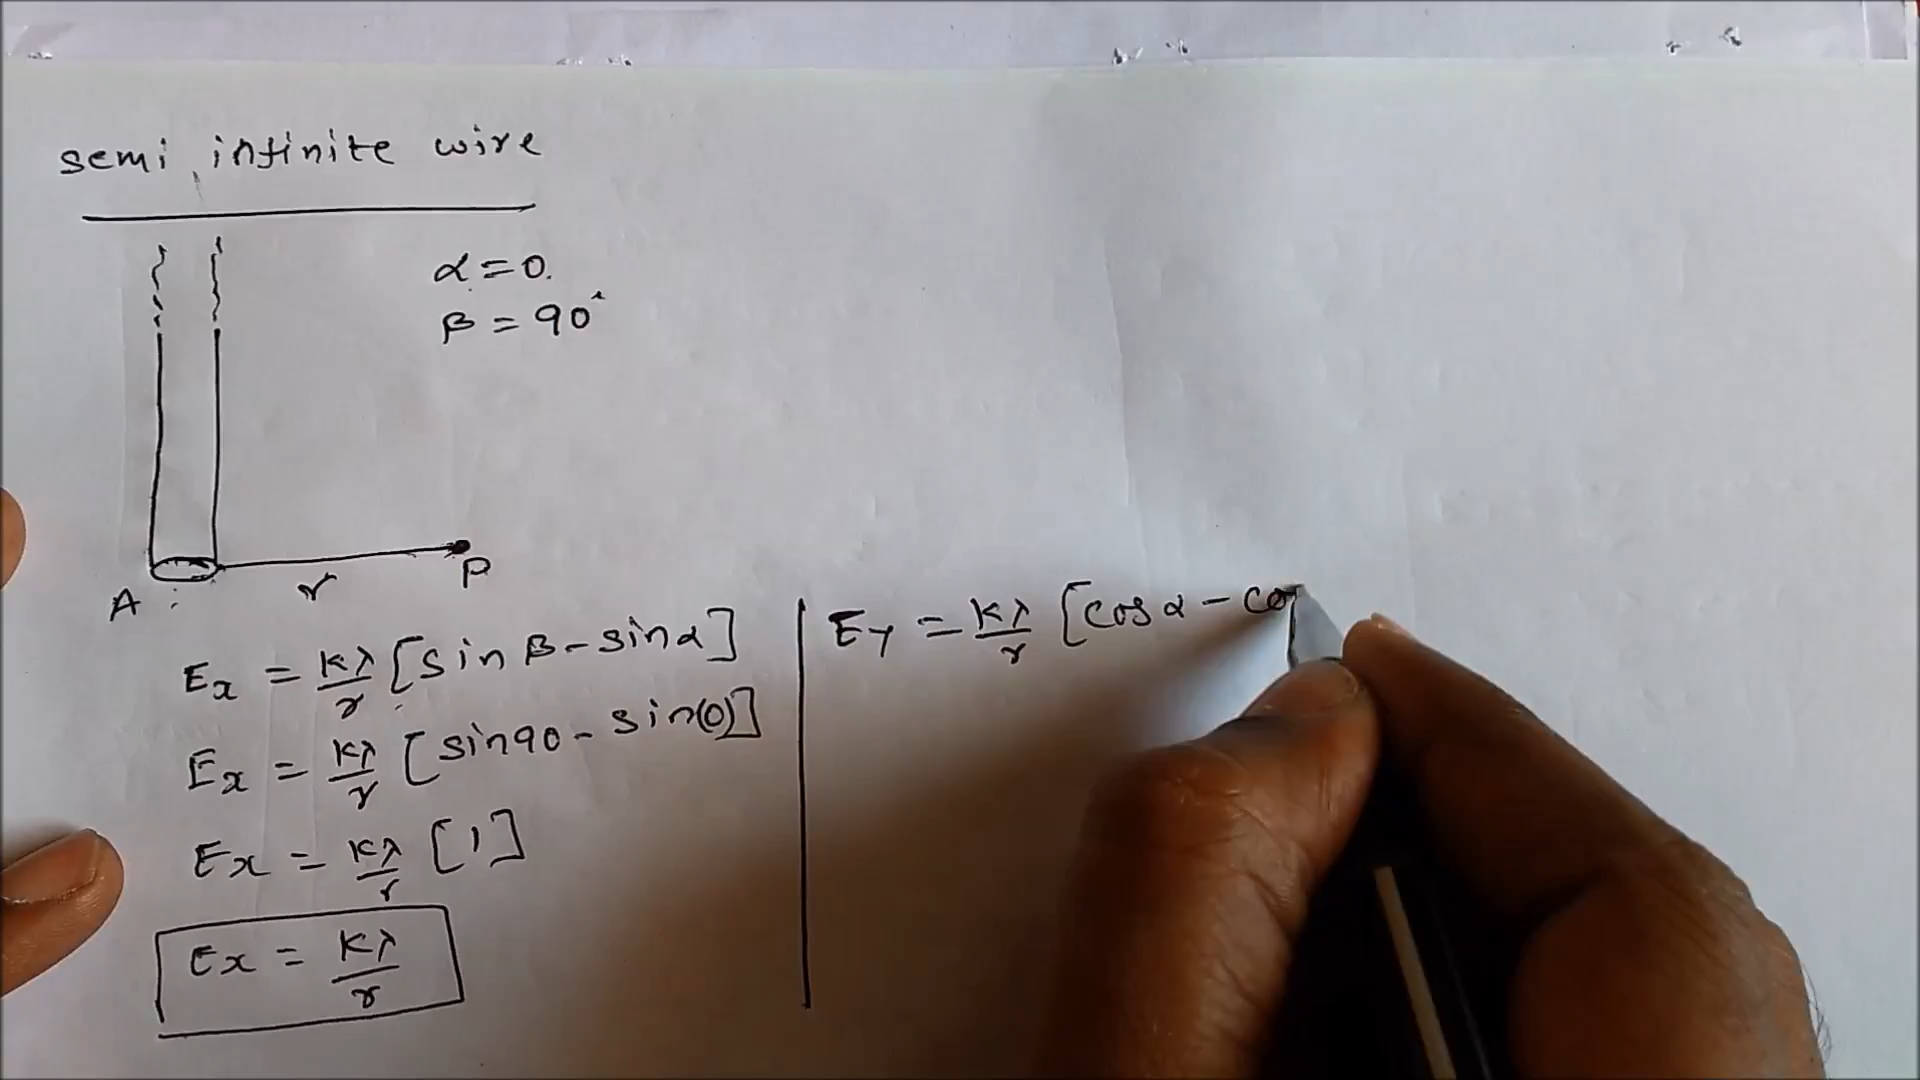 semi infinite wire
α = 0.
β = 90°
P
r
A
Ex = Kλ/r [sin β - sin α]
Ex = Kλ/r [sin 90 - sin(0)]
Ex = Kλ/r [1]
Ex = Kλ/r
Ey = Kλ/r [cos α - cos